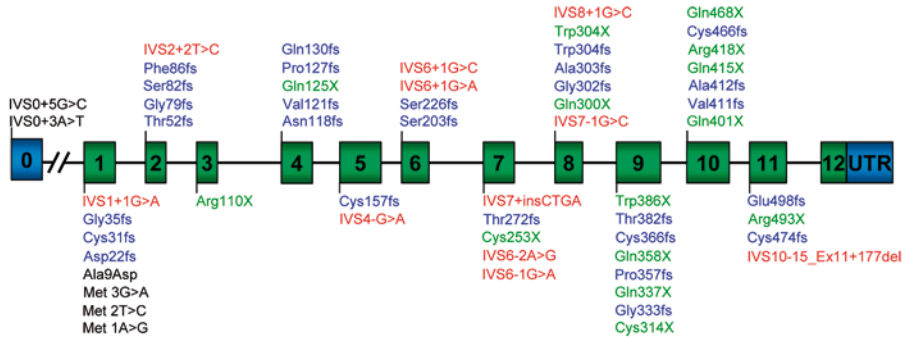 IVS8+1G>C
Gln468X
Trp304X
Cys466fs
IVS2+2T>C
Gln130fs
Trp304fs
Arg418X
Phe86fs
Pro127fs
IVS6+1G>C
Ala303fs
Gln415X
Ser82fs
Gln125X
IVS6+1G>A
Gly302fs
Ala412fs
IVS0+5G>C
Gly79fs
Val121fs
Ser226fs
Gln300X
Val411fs
IVS0+3A>T
Thr52fs
Asn118fs
Ser203fs
IVS7-1G>C
Gln401X
0 1 2 3 4 5 6 7 8 9 10 11 12 UTR
IVS1+1G>A
Arg110X
Cys157fs
IVS7+insCTGA
Trp386X
Glu498fs
Gly35fs
IVS4-G>A
Thr272fs
Thr382fs
Arg493X
Cys31fs
Cys253X
Cys366fs
Cys474fs
Asp22fs
IVS6-2A>G
Gln358X
IVS10-15_Ex11+177del
Ala9Asp
IVS6-1G>A
Pro357fs
Met 3G>A
Gln337X
Met 2T>C
Gly333fs
Met 1A>G
Cys314X